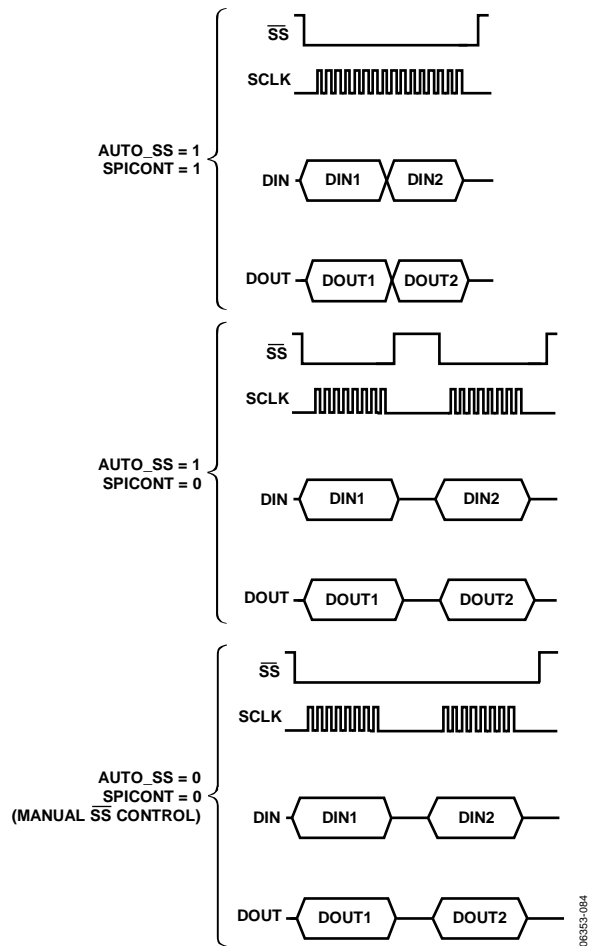 SS
SCLK
AUTO_SS = 1
SPICONT = 1
DIN DIN1 DIN2
DOUT DOUT1 DOUT2
SS
SCLK
AUTO_SS = 1
SPICONT = 0
DIN DIN1 DIN2
DOUT DOUT1 DOUT2
SS
SCLK
AUTO_SS = 0
SPICONT = 0
(MANUAL SS CONTROL)
DIN DIN1 DIN2
DOUT DOUT1 DOUT2
06353-084